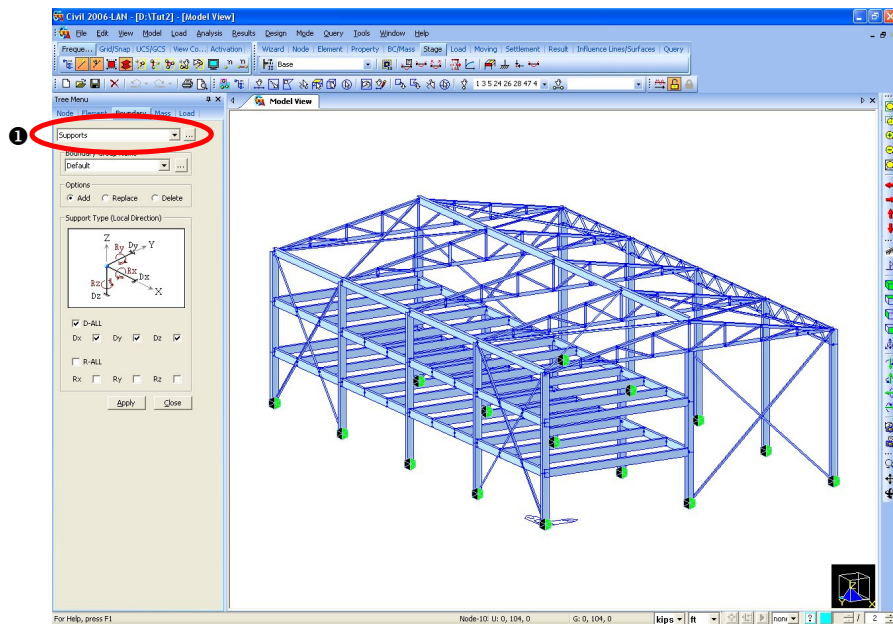 Civil 2006-LAN - [D:\Tut2] - [Model View]
File Edit View Model Load Analysis Results Design Mode Query Tools Window Help
Freque... Grid/Snap UCS/GCS View Co... Activation Wizard Node Element Property BC/Mass Stage Load Moving Settlement Result Influence Lines/Surfaces Query
Base
1 3 5 24 26 28 47 4
Tree Menu
Model View
Node Element Boundary Mass Load
❶
Supports
...
Boundary Group Name
Default
...
Options
Add Replace Delete
Support Type (Local Direction)
Z
Ry Dy Y
Rx Dx
Rz
Dz X
D-ALL
Dx Dy Dz
R-ALL
Rx Ry Rz
Apply Close
For Help, press F1 Node-10: U: 0, 104, 0 G: 0, 104, 0 kips ft non ? / 2